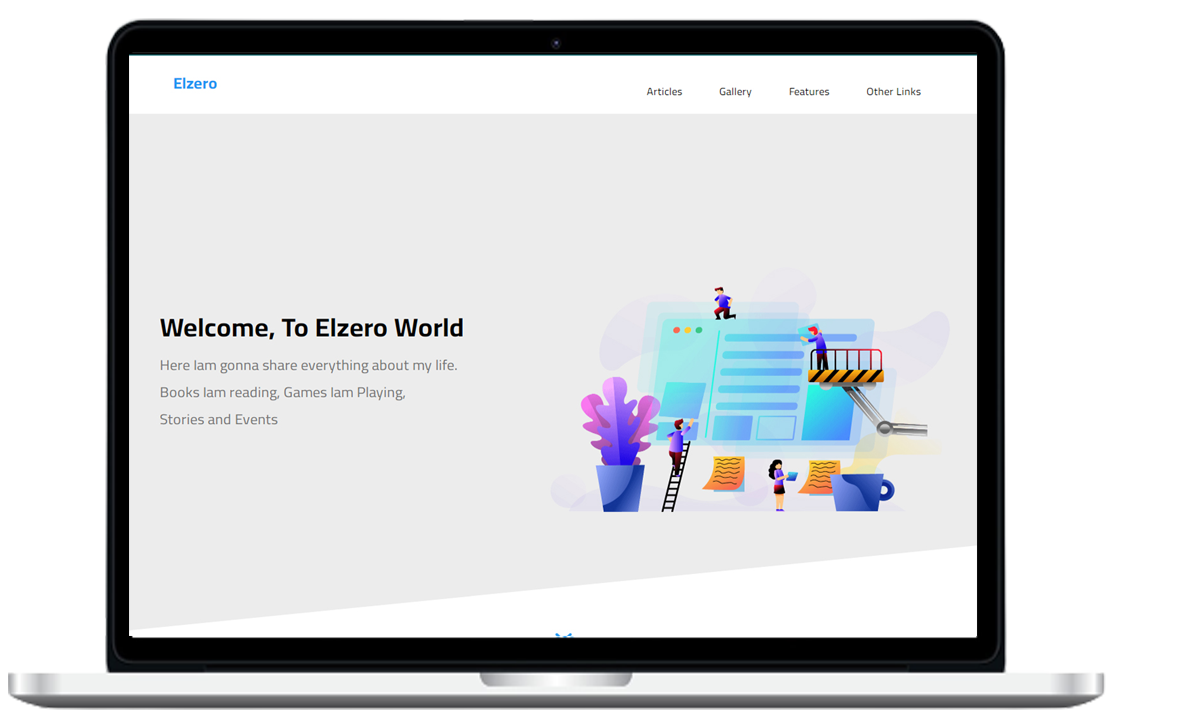 Elzero
Articles Gallery Features Other Links
Welcome, To Elzero World
Here Iam gonna share everything about my life.
Books Iam reading, Games Iam Playing,
Stories and Events